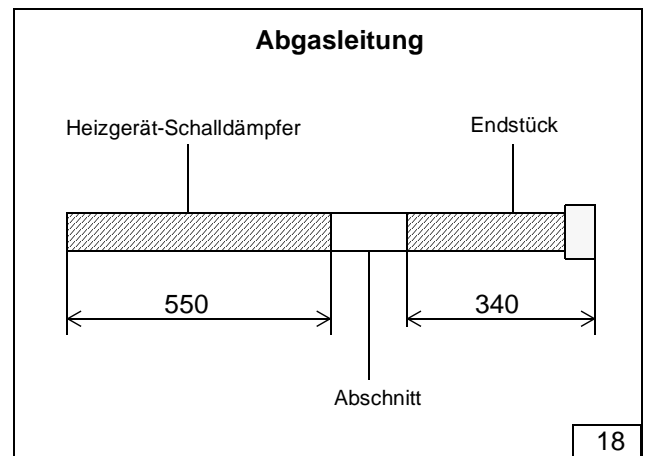 Abgasleitung
Heizgerät-Schalldämpfer
Endstück
550
340
Abschnitt
18